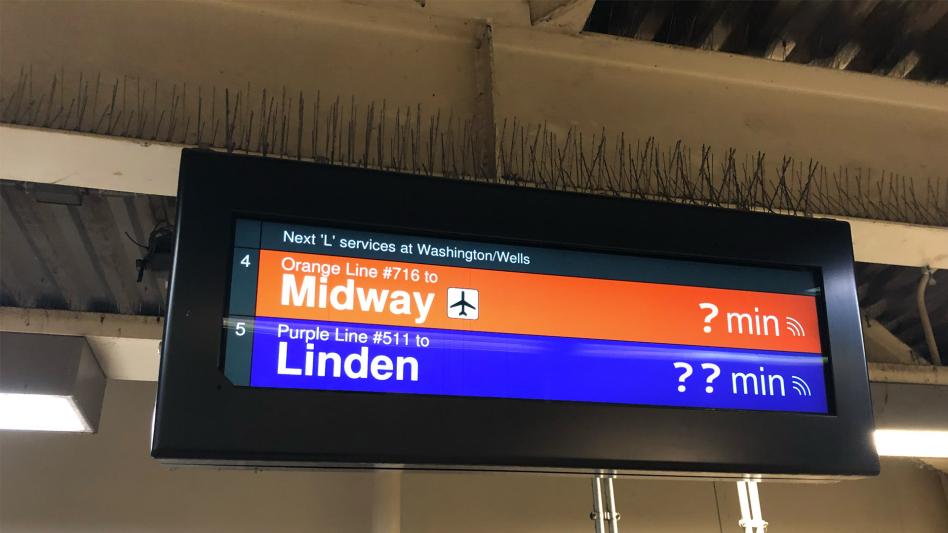 Next 'L' services at Washington/Wells
4 Orange Line #716 to
Midway ? min
5 Purple Line #511 to
Linden ?? min